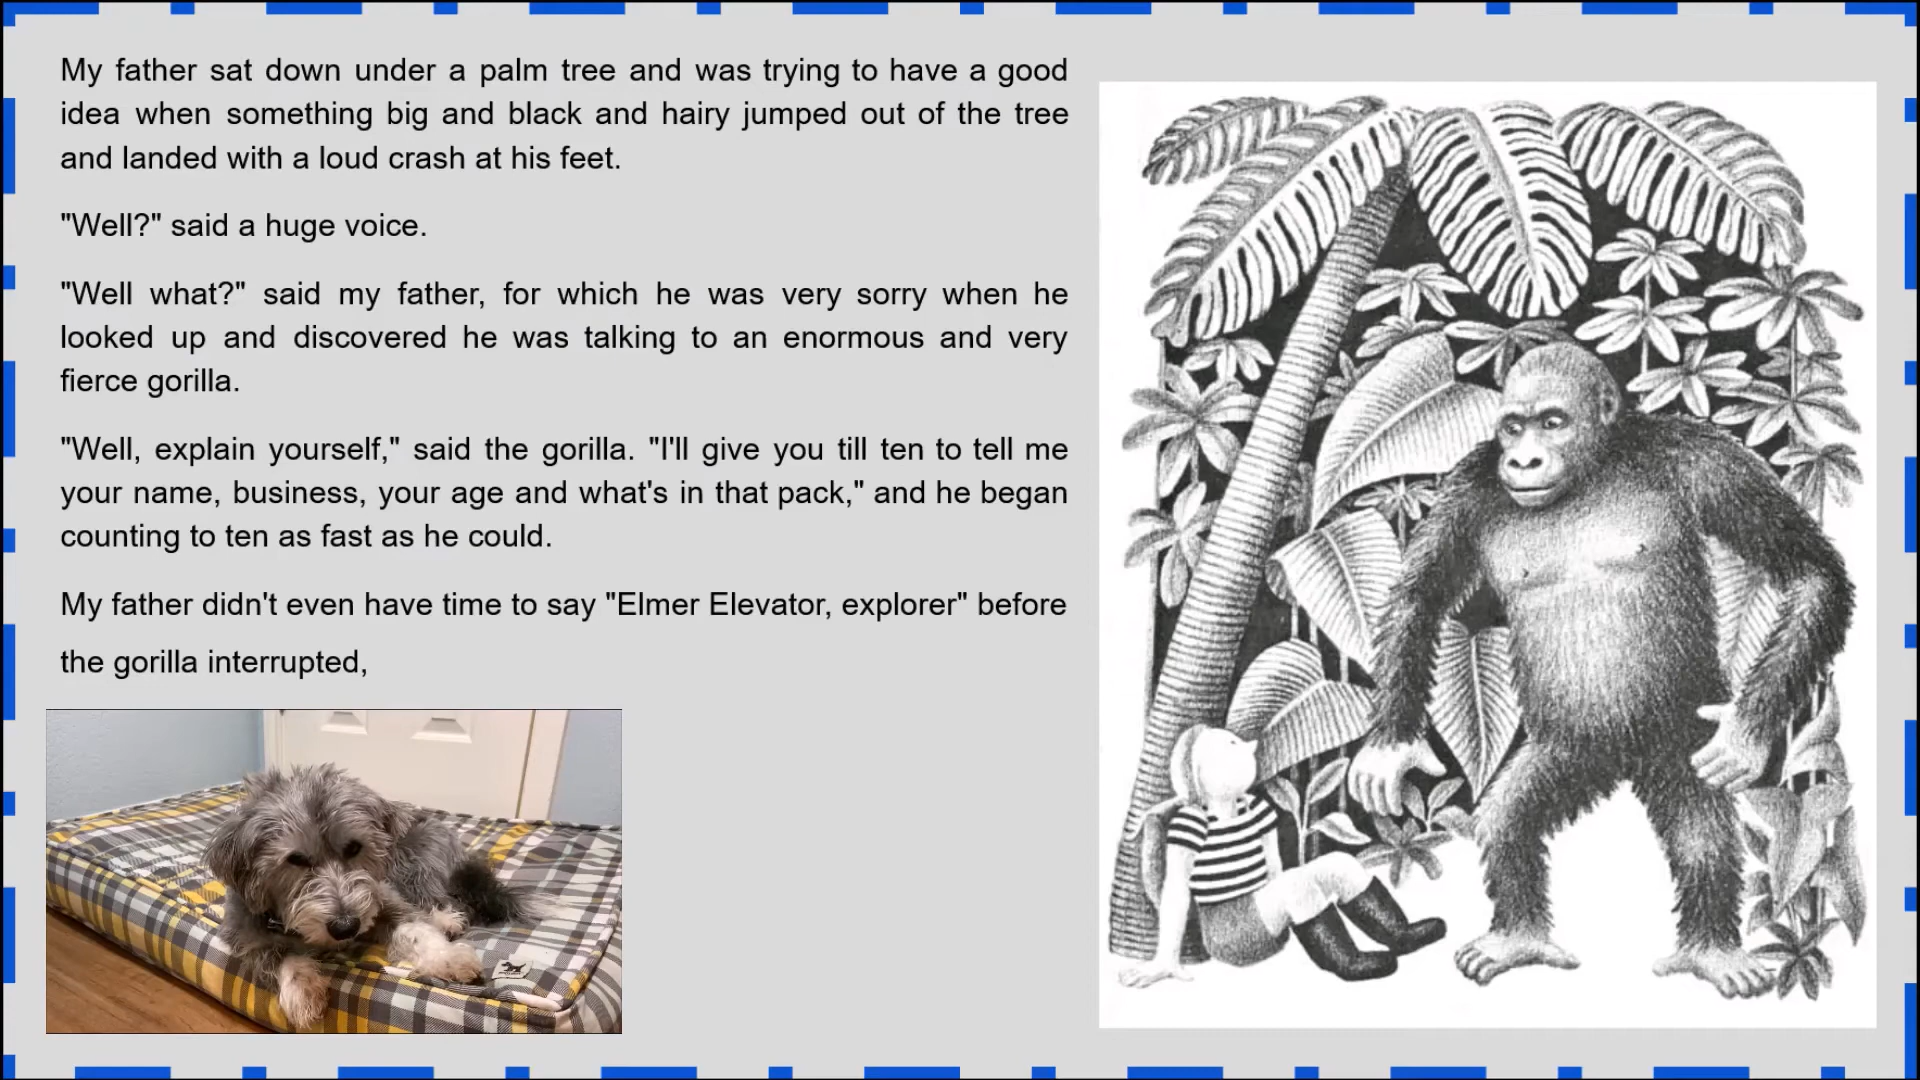 My father sat down under a palm tree and was trying to have a good
idea when something big and black and hairy jumped out of the tree
and landed with a loud crash at his feet.
"Well?" said a huge voice.
"Well what?" said my father, for which he was very sorry when he
looked up and discovered he was talking to an enormous and very
fierce gorilla.
"Well, explain yourself," said the gorilla. "I'll give you till ten to tell me
your name, business, your age and what's in that pack," and he began
counting to ten as fast as he could.
My father didn't even have time to say "Elmer Elevator, explorer" before
the gorilla interrupted,